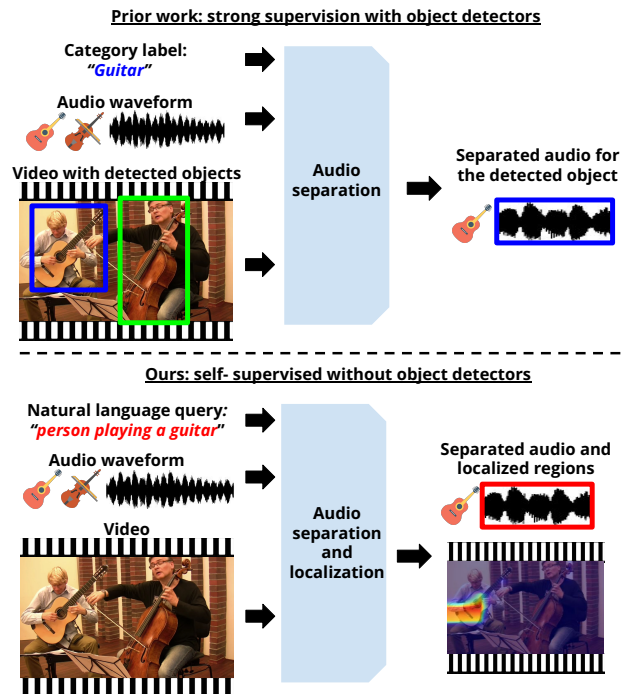 Prior work: strong supervision with object detectors
Category label:
“Guitar”
Audio waveform
Video with detected objects
Audio
separation
Separated audio for
the detected object
Ours: self- supervised without object detectors
Natural language query:
“person playing a guitar”
Audio waveform
Video
Audio
separation
and
localization
Separated audio and
localized regions